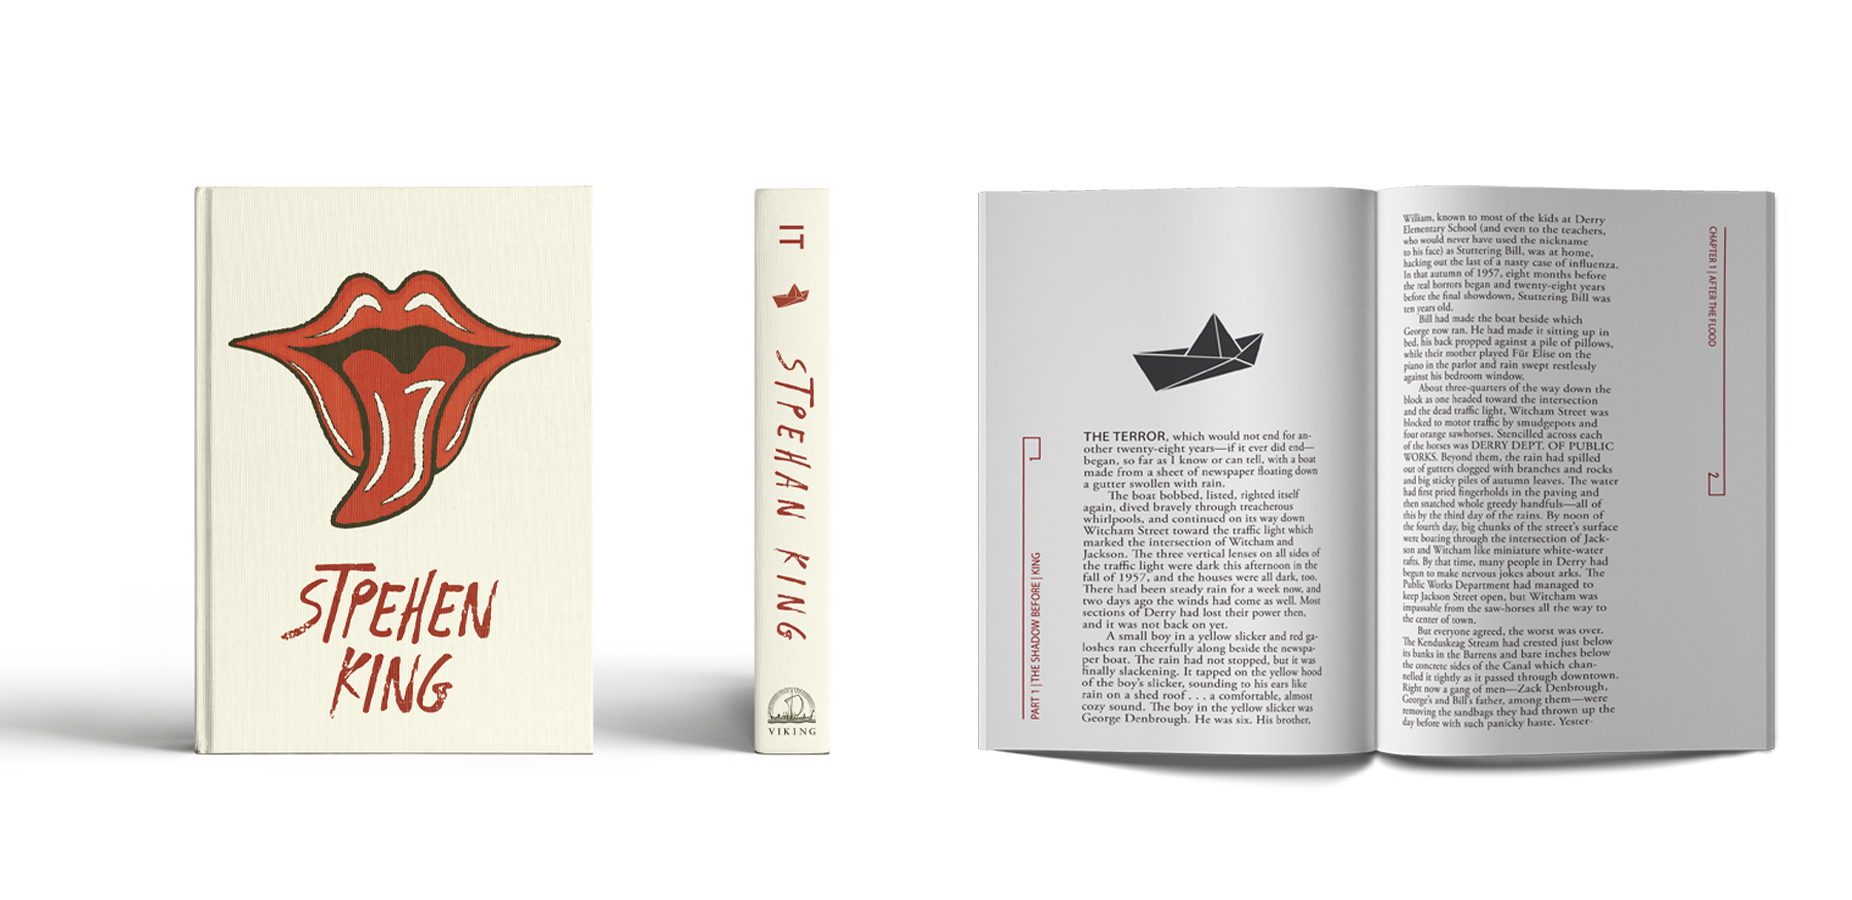 STPEHEN
KING
IT
STPEHAN KING
VIKING
1
PART 1 | THE SHADOW BEFORE | KING
THE TERROR, which would not end for an-
other twenty-eight years—if it ever did end—
began, so far as I know or can tell, with a boat
made from a sheet of newspaper floating down
a gutter swollen with rain.
The boat bobbed, listed, righted itself
again, dived bravely through treacherous
whirlpools, and continued on its way down
Witcham Street toward the traffic light which
marked the intersection of Witcham and
Jackson. The three vertical lenses on all sides of
the traffic light were dark this afternoon in the
fall of 1957, and the houses were all dark, too.
There had been steady rain for a week now, and
two days ago the winds had come as well. Most
sections of Derry had lost their power then,
and it was not back on yet.
A small boy in a yellow slicker and red ga-
loshes ran cheerfully along beside the newspa-
per boat. The rain had not stopped, but it was
finally slackening. It tapped on the yellow hood
of the boy's slicker, sounding to his ears like
rain on a shed roof . . . a comfortable, almost
cozy sound. The boy in the yellow slicker was
George Denbrough. He was six. His brother,
William, known to most of the kids at Derry
Elementary School (and even to the teachers,
who would never have used the nickname
to his face) as Stuttering Bill, was at home,
hacking out the last of a nasty case of influenza.
In that autumn of 1957, eight months before
the real horrors began and twenty-eight years
before the final showdown, Stuttering Bill was
ten years old.
Bill had made the boat beside which
George now ran. He had made it sitting up in
bed, his back propped against a pile of pillows,
while their mother played Für Elise on the
piano in the parlor and rain swept restlessly
against his bedroom window.
About three-quarters of the way down the
block as one headed toward the intersection
and the dead traffic light, Witcham Street was
blocked to motor traffic by smudgepots and
four orange sawhorses. Stencilled across each
of the horses was DERRY DEPT. OF PUBLIC
WORKS. Beyond them, the rain had spilled
out of gutters clogged with branches and rocks
and big sticky piles of autumn leaves. The water
had first pried fingerholds in the paving and
then snatched whole greedy handfuls—all of
this by the third day of the rains. By noon of
the fourth day, big chunks of the street's surface
were boating through the intersection of Jack-
son and Witcham like miniature white-water
rafts. By that time, many people in Derry had
begun to make nervous jokes about arks. The
Public Works Department had managed to
keep Jackson Street open, but Witcham was
impassable from the saw-horses all the way to
the center of town.
But everyone agreed, the worst was over.
The Kenduskeag Stream had crested just below
its banks in the Barrens and bare inches below
the concrete sides of the Canal which chan-
nelled it tightly as it passed through downtown.
Right now a gang of men—Zack Denbrough,
George's and Bill's father, among them—were
removing the sandbags they had thrown up the
day before with such panicky haste. Yester-
CHAPTER 1 | AFTER THE FLOOD
2